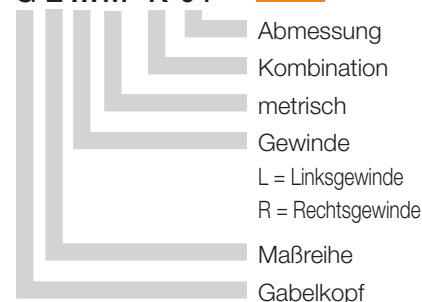 Abmessung
Kombination
metrisch
Gewinde
L = Linksgewinde
R = Rechtsgewinde
Maßreihe
Gabelkopf